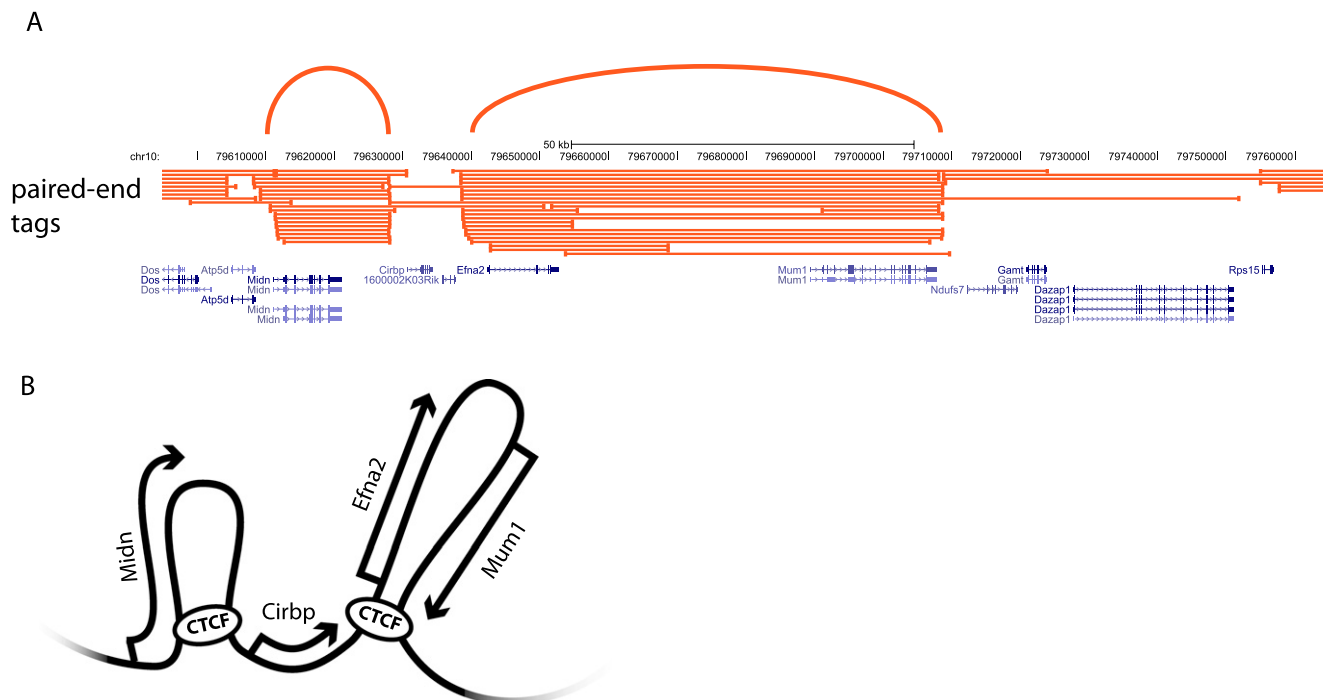 A
50 kb
chr10: 79610000 79620000 79630000 79640000 79650000 79660000 79670000 79680000 79690000 79700000 79710000 79720000 79730000 79740000 79750000 79760000
paired-end
tags
Dos Atp5d Cirbp Efna2 Mum1 Gamt Rps15
Dos Midn 1600002K03Rik Mum1 Gamt
Dos Midn Ndufs7 Dazap1
Atp5d Dazap1
Midn Dazap1
Midn Dazap1
B
Efna2
Midn
Mum1
Cirbp
CTCF
CTCF